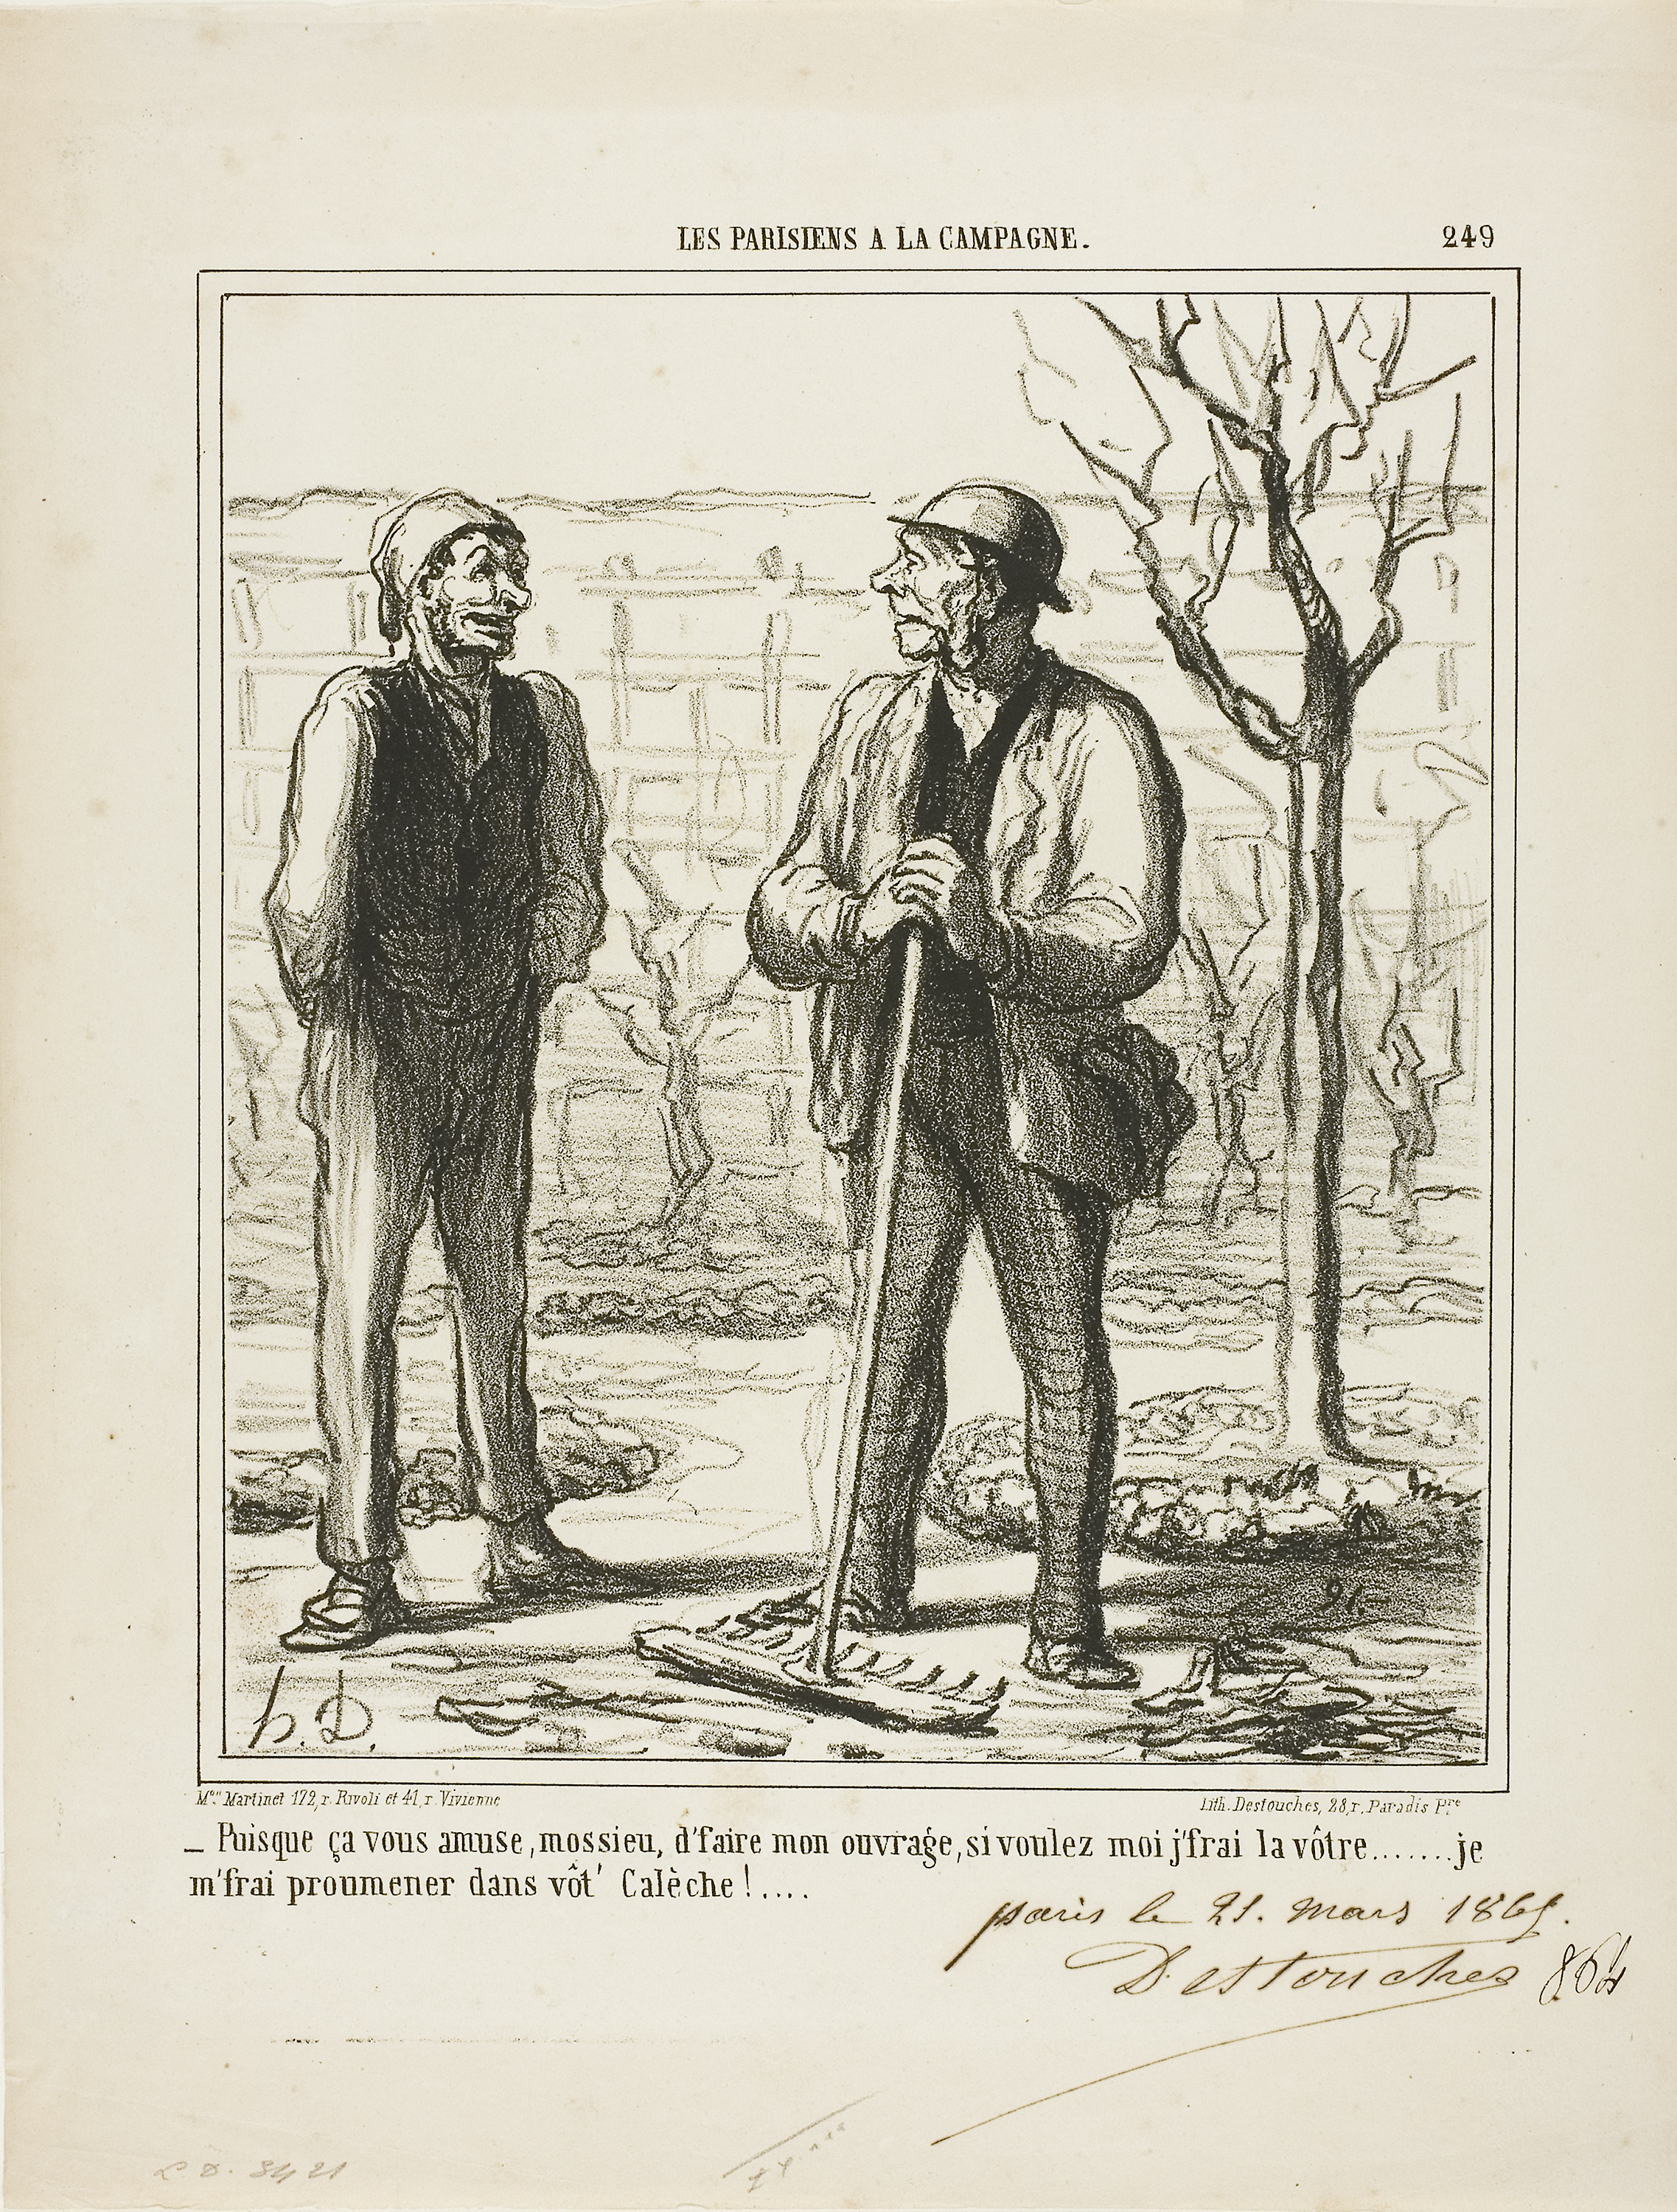 LES PARISIENS A LA CAMPAGNE.
249
h.D.
Mon Martinet 172, r. Rivoli et 41, r. Vivienne
Lith. Destouches, 28, r. Paradis Pre
_ Puisque ça vous amuse, mossieu, d'faire mon ouvrage, si voulez moi j'frai la vôtre.......je
m'frai proumener dans vôt' Calèche!....
paris le 21. Mars 1865.
Destouches
864
L.D. 3421